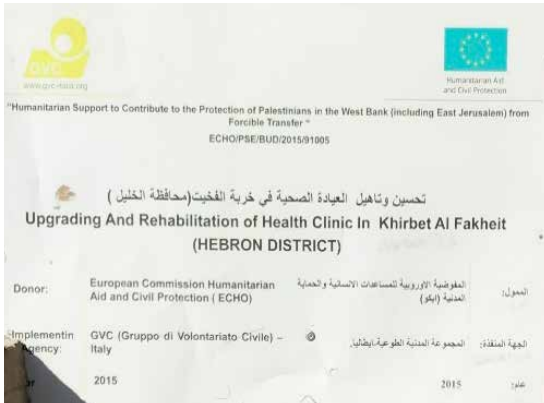 GVC
www.gvc-italia.org
Humanitarian Aid
and Civil Protection
"Humanitarian Support to Contribute to the Protection of Palestinians in the West Bank (including East Jerusalem) from
Forcible Transfer "
ECHO/PSE/BUD/2015/91005
تحسين وتاهيل العيادة الصحية في خربة الفخيت(محافظة الخليل )
Upgrading And Rehabilitation of Health Clinic In Khirbet Al Fakheit
(HEBRON DISTRICT)
Donor:
European Commission Humanitarian
Aid and Civil Protection ( ECHO)
المفوضية الاوروبية للمساعدات الانسانية والحماية
المدنية (ايكو)
الممول:
Implementin
Agency:
GVC (Gruppo di Volontariato Civile) –
Italy
المجموعة المدنية الطوعية-ايطاليا.
الجهة المنفذة:
2015
2015
عام: